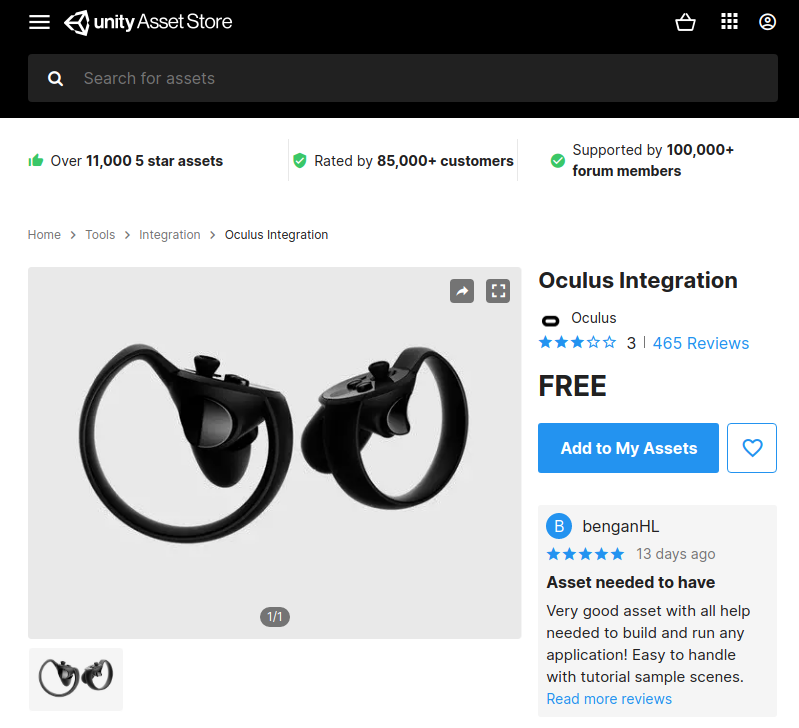 unity Asset Store
Search for assets
Over 11,000 5 star assets
Rated by 85,000+ customers
Supported by 100,000+
forum members
Home > Tools > Integration > Oculus Integration
Oculus Integration
Oculus
3 | 465 Reviews
FREE
Add to My Assets
B benganHL
13 days ago
Asset needed to have
Very good asset with all help
needed to build and run any
application! Easy to handle
with tutorial sample scenes.
Read more reviews
1/1